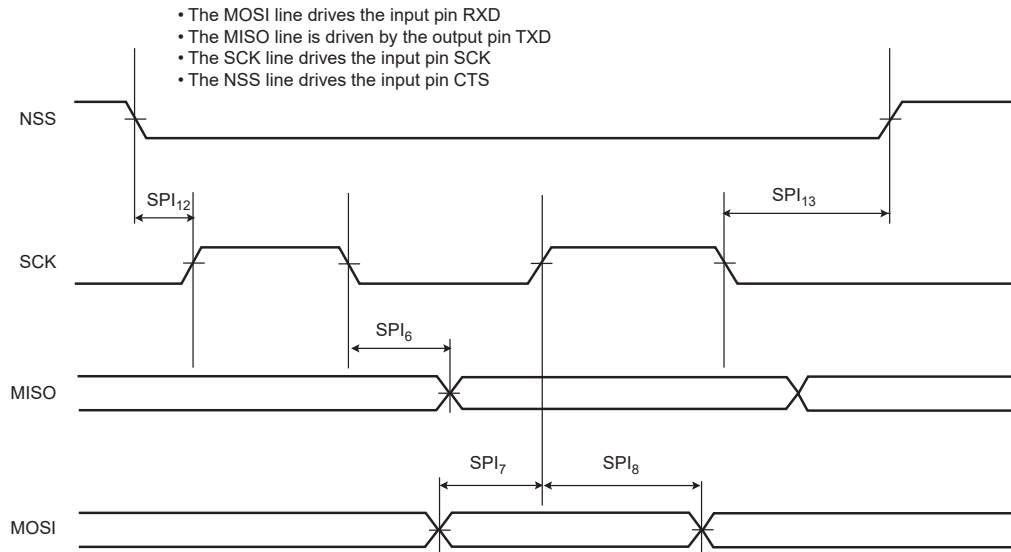 • The MOSI line drives the input pin RXD
• The MISO line is driven by the output pin TXD
• The SCK line drives the input pin SCK
• The NSS line drives the input pin CTS
NSS
SPI12
SPI13
SCK
SPI6
MISO
SPI7
SPI8
MOSI